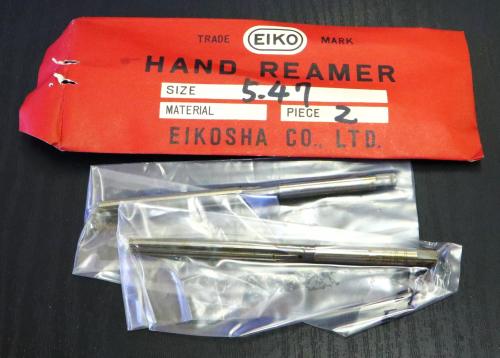 TRADE EIKO MARK
HAND REAMER
SIZE 5.47
MATERIAL PIECE 2
EIKOSHA CO., LTD.